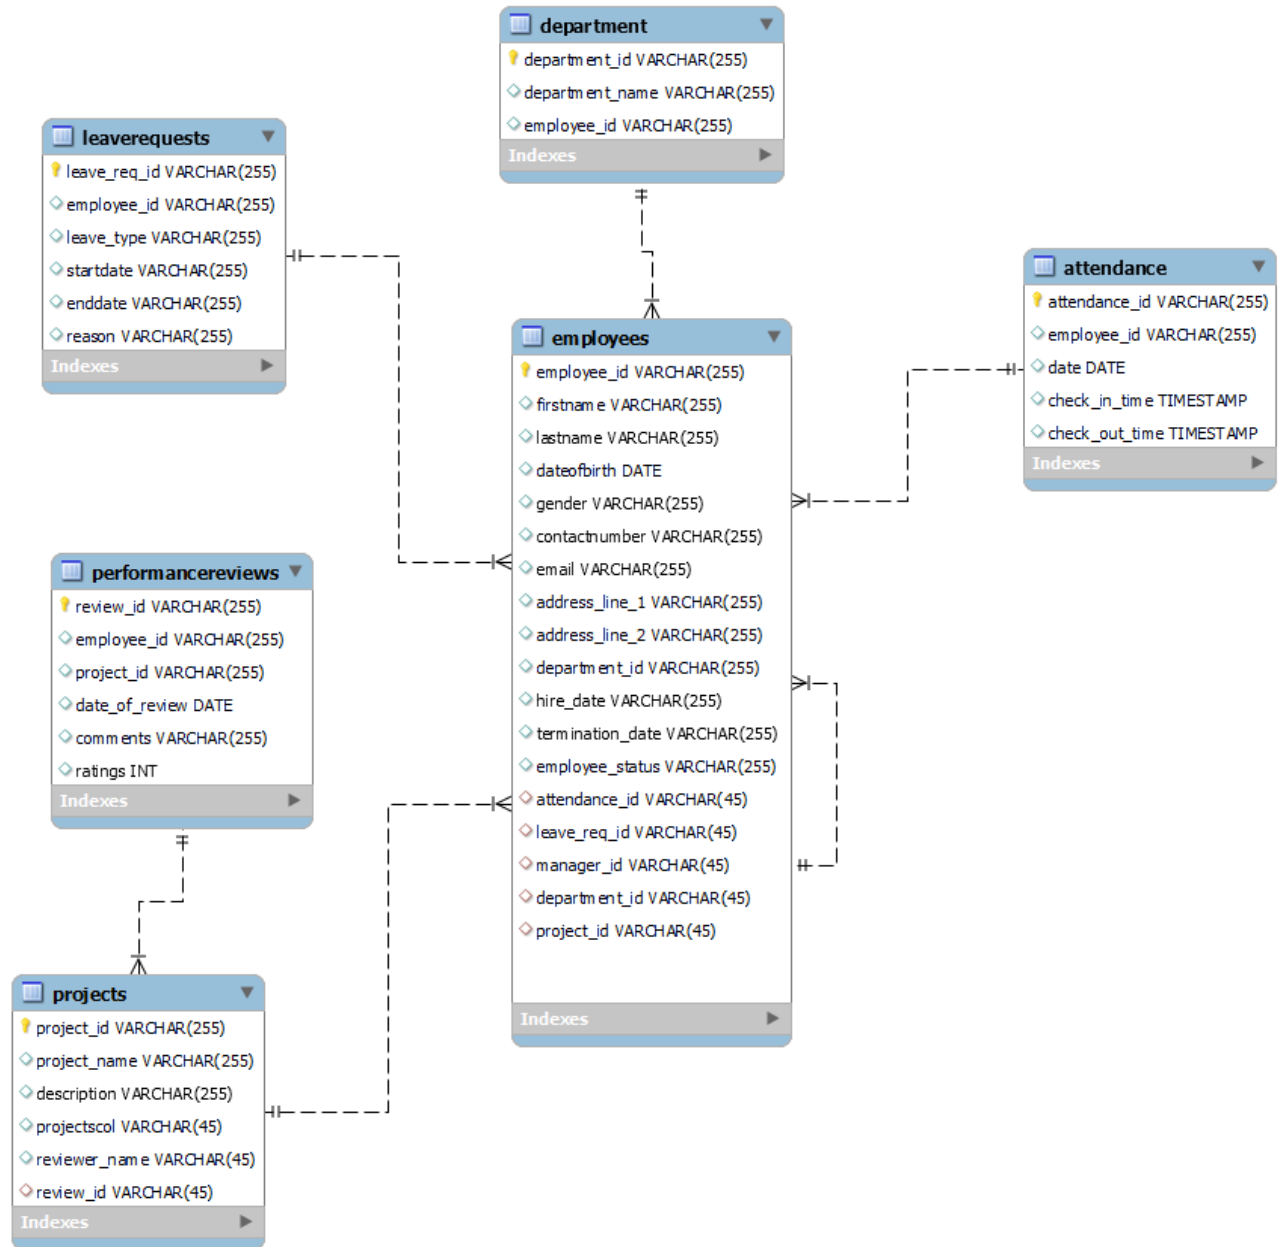 department
department_id VARCHAR(255)
department_name VARCHAR(255)
employee_id VARCHAR(255)
Indexes
leaverequests
leave_req_id VARCHAR(255)
employee_id VARCHAR(255)
leave_type VARCHAR(255)
startdate VARCHAR(255)
enddate VARCHAR(255)
reason VARCHAR(255)
Indexes
attendance
attendance_id VARCHAR(255)
employee_id VARCHAR(255)
date DATE
check_in_time TIMESTAMP
check_out_time TIMESTAMP
Indexes
employees
employee_id VARCHAR(255)
firstname VARCHAR(255)
lastname VARCHAR(255)
dateofbirth DATE
gender VARCHAR(255)
contactnumber VARCHAR(255)
email VARCHAR(255)
address_line_1 VARCHAR(255)
address_line_2 VARCHAR(255)
department_id VARCHAR(255)
hire_date VARCHAR(255)
termination_date VARCHAR(255)
employee_status VARCHAR(255)
attendance_id VARCHAR(45)
leave_req_id VARCHAR(45)
manager_id VARCHAR(45)
department_id VARCHAR(45)
project_id VARCHAR(45)
Indexes
performancereviews
review_id VARCHAR(255)
employee_id VARCHAR(255)
project_id VARCHAR(255)
date_of_review DATE
comments VARCHAR(255)
ratings INT
Indexes
projects
project_id VARCHAR(255)
project_name VARCHAR(255)
description VARCHAR(255)
projectscol VARCHAR(45)
reviewer_name VARCHAR(45)
review_id VARCHAR(45)
Indexes